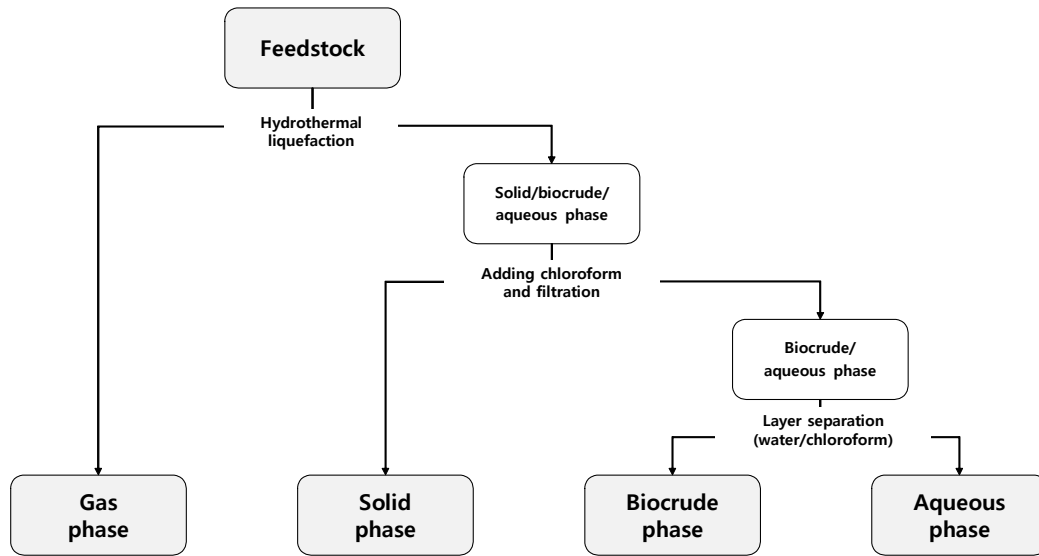 Feedstock
Hydrothermal
liquefaction
Solid/biocrude/
aqueous phase
Adding chloroform
and filtration
Biocrude/
aqueous phase
Layer separation
(water/chloroform)
Gas
phase
Solid
phase
Biocrude
phase
Aqueous
phase